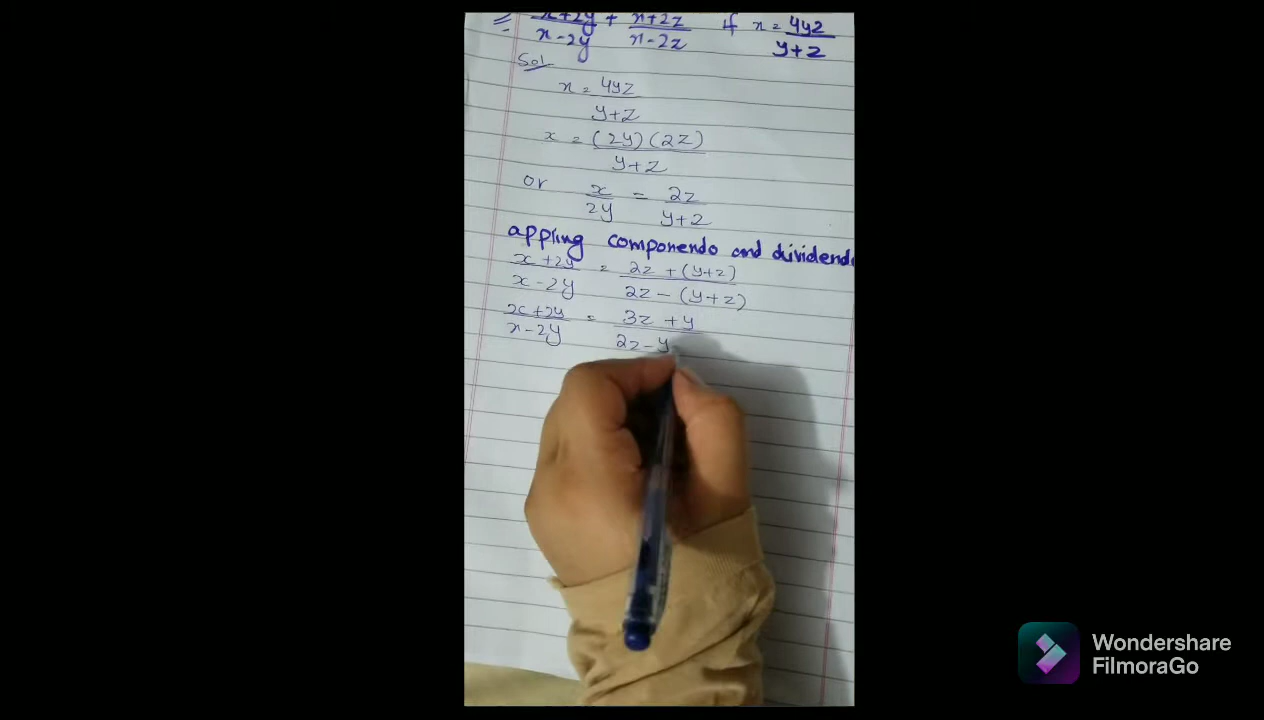 = x+2y/x-2y + x+2z/x-2z if x = 4yz/y+z
Sol
x = 4yz/y+z
x = (2y)(2z)/y+z
or x/2y = 2z/y+z
appling componendo and dividendo
x+2y/x-2y = 2z+(y+z)/2z-(y+z)
x+2y/x-2y = 3z+y/2z-y
Wondershare
FilmoraGo